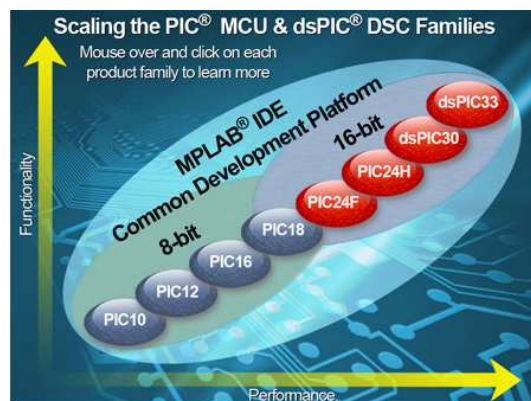 Scaling the PIC® MCU & dsPIC® DSC Families
Mouse over and click on each
product family to learn more
MPLAB® IDE
Common Development Platform
16-bit
8-bit
dsPIC33
dsPIC30
PIC24H
PIC24F
PIC18
PIC16
PIC12
PIC10
Functionality
Performance